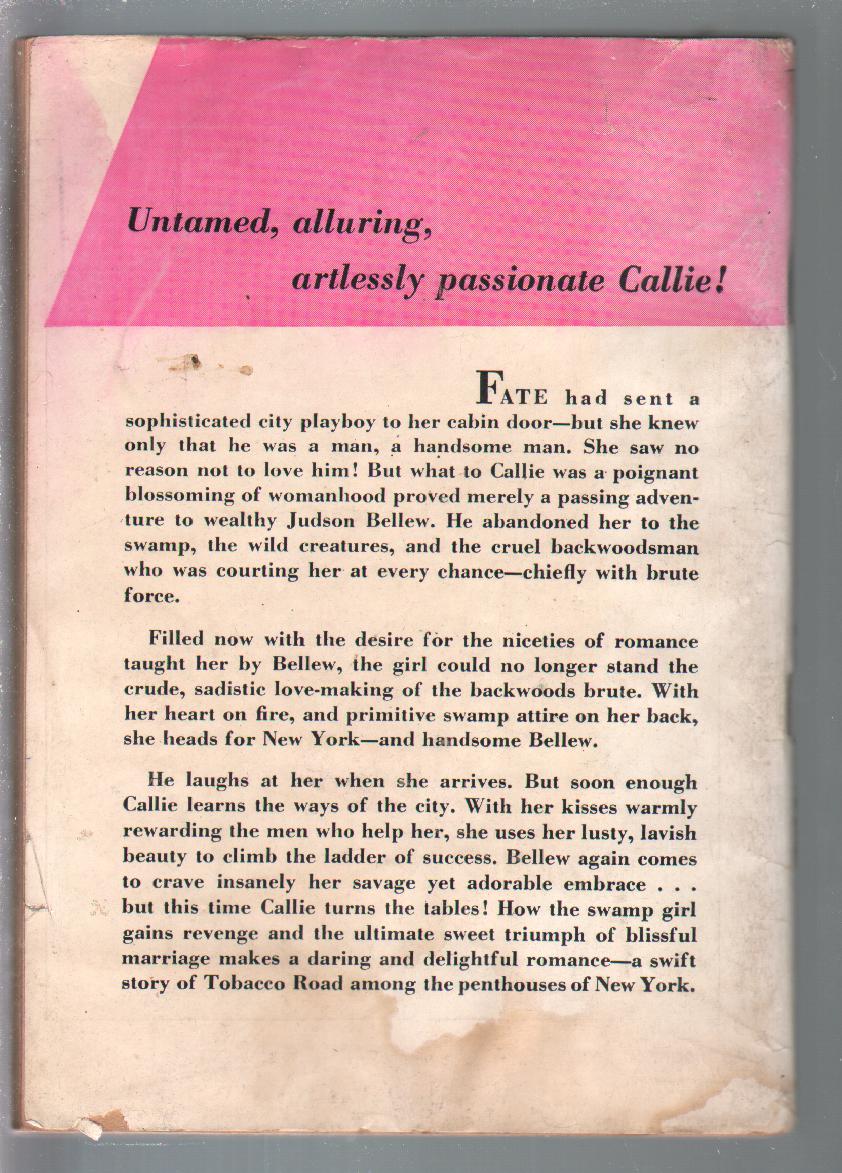 Untamed, alluring,
artlessly passionate Callie!
FATE had sent a
sophisticated city playboy to her cabin door—but she knew
only that he was a man, a handsome man. She saw no
reason not to love him! But what to Callie was a poignant
blossoming of womanhood proved merely a passing adven-
ture to wealthy Judson Bellew. He abandoned her to the
swamp, the wild creatures, and the cruel backwoodsman
who was courting her at every chance—chiefly with brute
force.
Filled now with the desire for the niceties of romance
taught her by Bellew, the girl could no longer stand the
crude, sadistic love-making of the backwoods brute. With
her heart on fire, and primitive swamp attire on her back,
she heads for New York—and handsome Bellew.
He laughs at her when she arrives. But soon enough
Callie learns the ways of the city. With her kisses warmly
rewarding the men who help her, she uses her lusty, lavish
beauty to climb the ladder of success. Bellew again comes
to crave insanely her savage yet adorable embrace . . .
but this time Callie turns the tables! How the swamp girl
gains revenge and the ultimate sweet triumph of blissful
marriage makes a daring and delightful romance—a swift
story of Tobacco Road among the penthouses of New York.